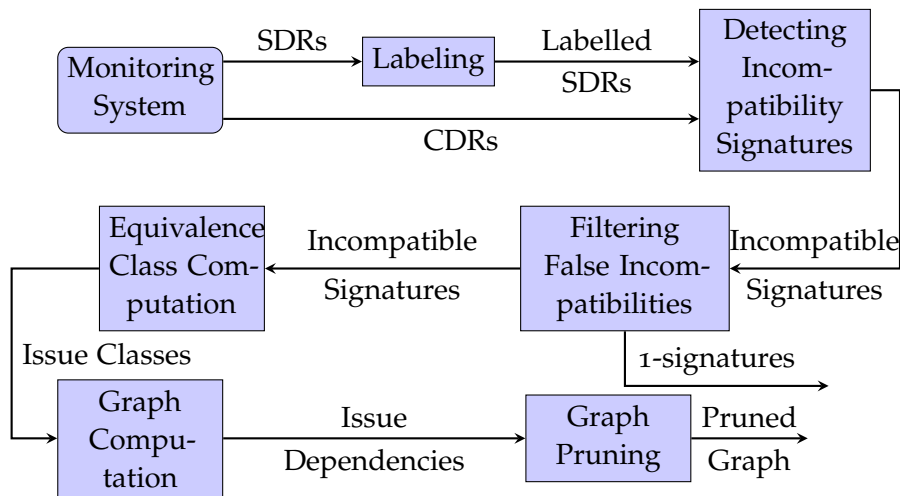 Monitoring
System
SDRs
Labeling
Labelled
SDRs
CDRs
Detecting
Incom-
patibility
Signatures
Equivalence
Class Com-
putation
Incompatible
Signatures
Filtering
False Incom-
patibilities
Incompatible
Signatures
1-signatures
Issue Classes
Graph
Compu-
tation
Issue
Dependencies
Graph
Pruning
Pruned
Graph